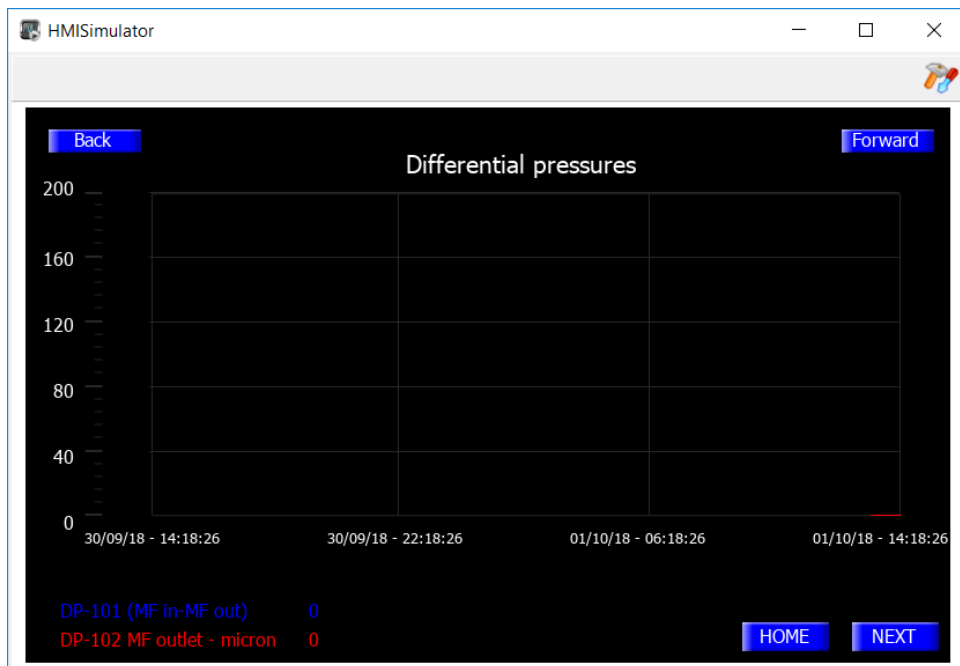 HMISimulator
Back
Forward
Differential pressures
200
160
120
80
40
0
30/09/18 - 14:18:26 30/09/18 - 22:18:26 01/10/18 - 06:18:26 01/10/18 - 14:18:26
DP-101 (MF in-MF out) 0
DP-102 MF outlet - micron 0
HOME NEXT